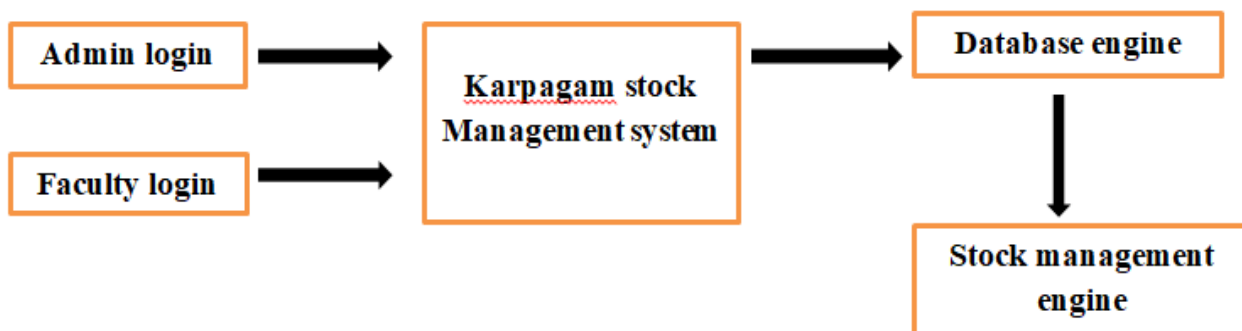 Admin login
Faculty login
Karpagam stock
Management system
Database engine
Stock management
engine